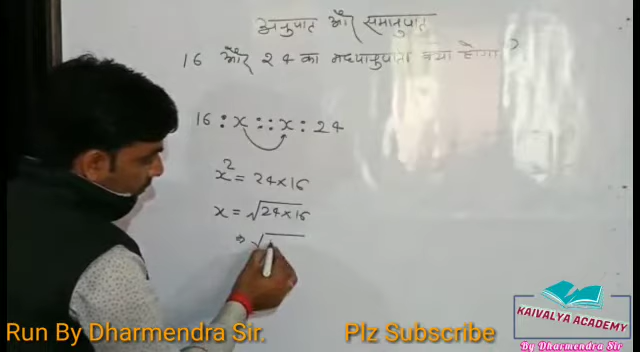 अनुपात और समानुपात
16 और 24 का मध्यानुपाती क्या होगा ?
16 : x :: x : 24
x² = 24×16
x = √24×16
⇒ √
KAIVALYA ACADEMY
By Dharmendra Sir
Run By Dharmendra Sir. Plz Subscribe